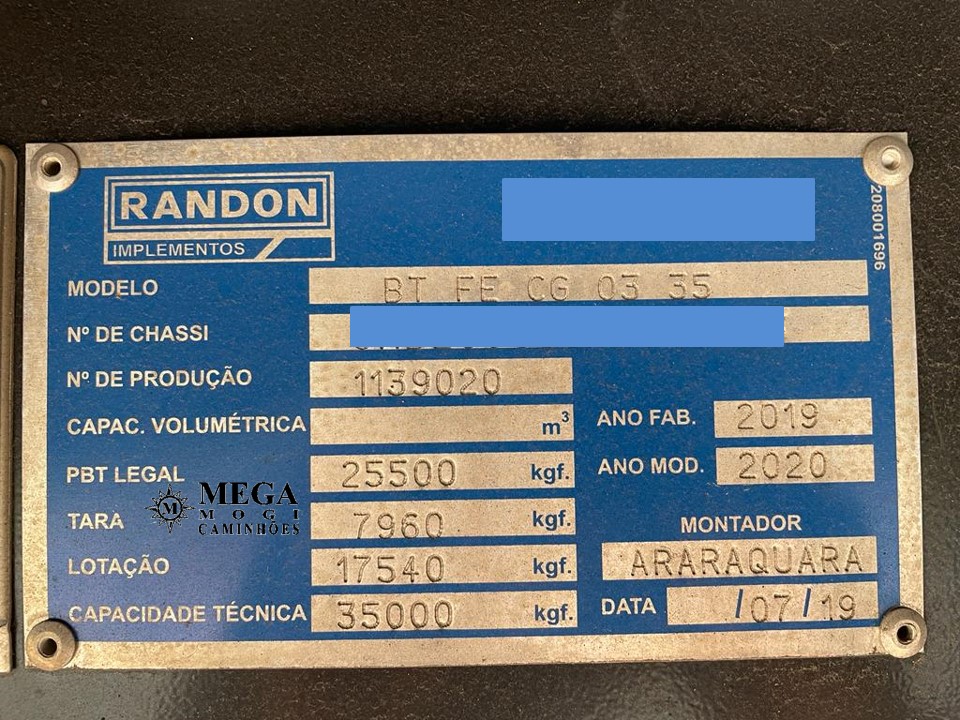 RANDON
IMPLEMENTOS
208001696
MODELO BT FE CG 03 35
Nº DE CHASSI
Nº DE PRODUÇÃO 1139020
CAPAC. VOLUMÉTRICA m³
ANO FAB. 2019
PBT LEGAL 25500 kgf.
ANO MOD. 2020
M MEGA
MOGI
CAMINHÕES
TARA 7960 kgf.
MONTADOR
LOTAÇÃO 17540 kgf.
ARARAQUARA
CAPACIDADE TÉCNICA 35000 kgf.
DATA /07/19